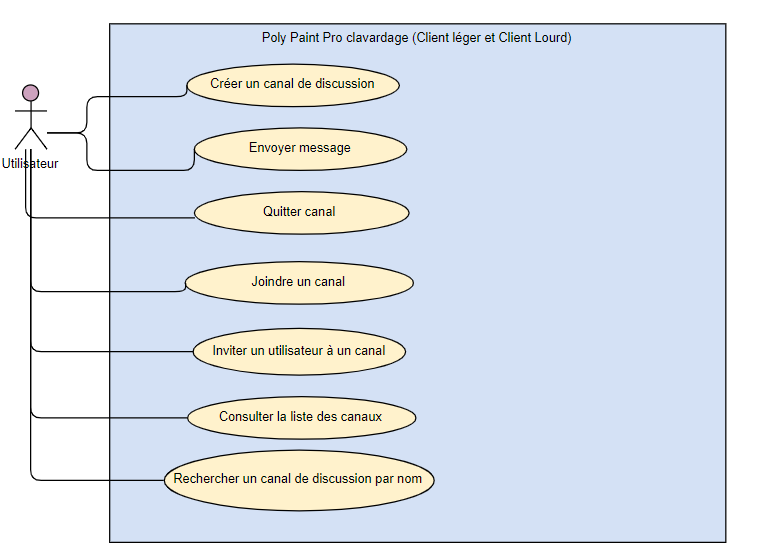 Poly Paint Pro clavardage (Client léger et Client Lourd)
Créer un canal de discussion
Envoyer message
Utilisateur
Quitter canal
Joindre un canal
Inviter un utilisateur à un canal
Consulter la liste des canaux
Rechercher un canal de discussion par nom